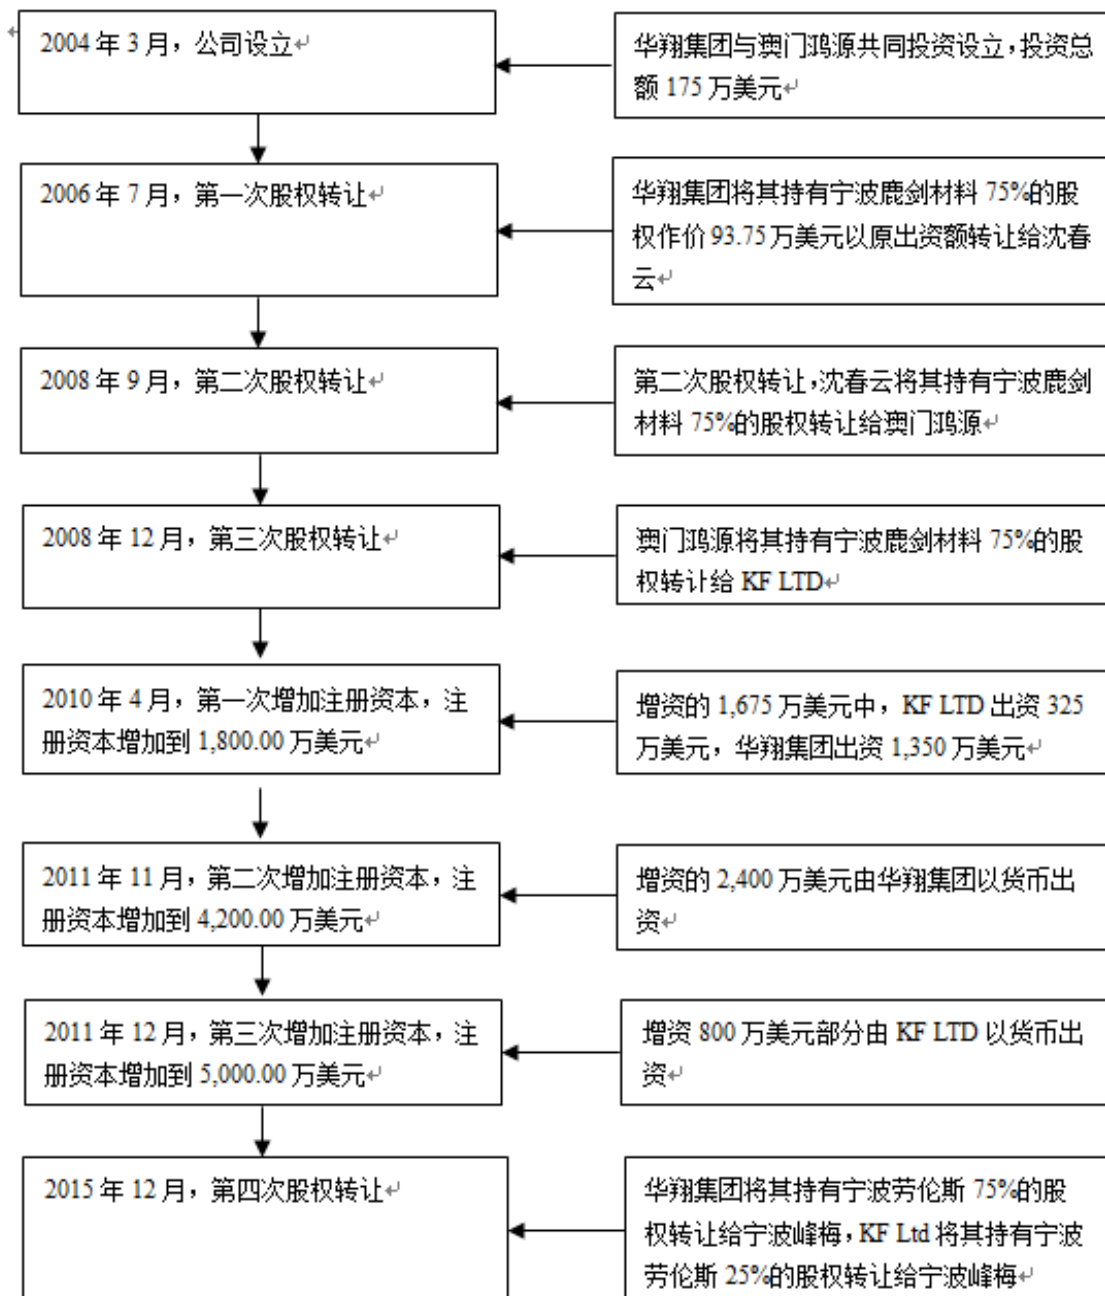 2004 年 3 月，公司设立
华翔集团与澳门鸿源共同投资设立，投资总
额 175 万美元
2006 年 7 月，第一次股权转让
华翔集团将其持有宁波鹿剑材料 75%的股
权作价 93.75 万美元以原出资额转让给沈春
云
2008 年 9 月，第二次股权转让
第二次股权转让，沈春云将其持有宁波鹿剑
材料 75%的股权转让给澳门鸿源
2008 年 12 月，第三次股权转让
澳门鸿源将其持有宁波鹿剑材料 75%的股
权转让给 KF LTD
2010 年 4 月，第一次增加注册资本，注
册资本增加到 1,800.00 万美元
增资的 1,675 万美元中，KF LTD 出资 325
万美元，华翔集团出资 1,350 万美元
2011 年 11 月，第二次增加注册资本，注
册资本增加到 4,200.00 万美元
增资的 2,400 万美元由华翔集团以货币出
资
2011 年 12 月，第三次增加注册资本，注
册资本增加到 5,000.00 万美元
增资 800 万美元部分由 KF LTD 以货币出
资
2015 年 12 月，第四次股权转让
华翔集团将其持有宁波劳伦斯 75%的股
权转让给宁波峰梅，KF Ltd 将其持有宁波
劳伦斯 25%的股权转让给宁波峰梅